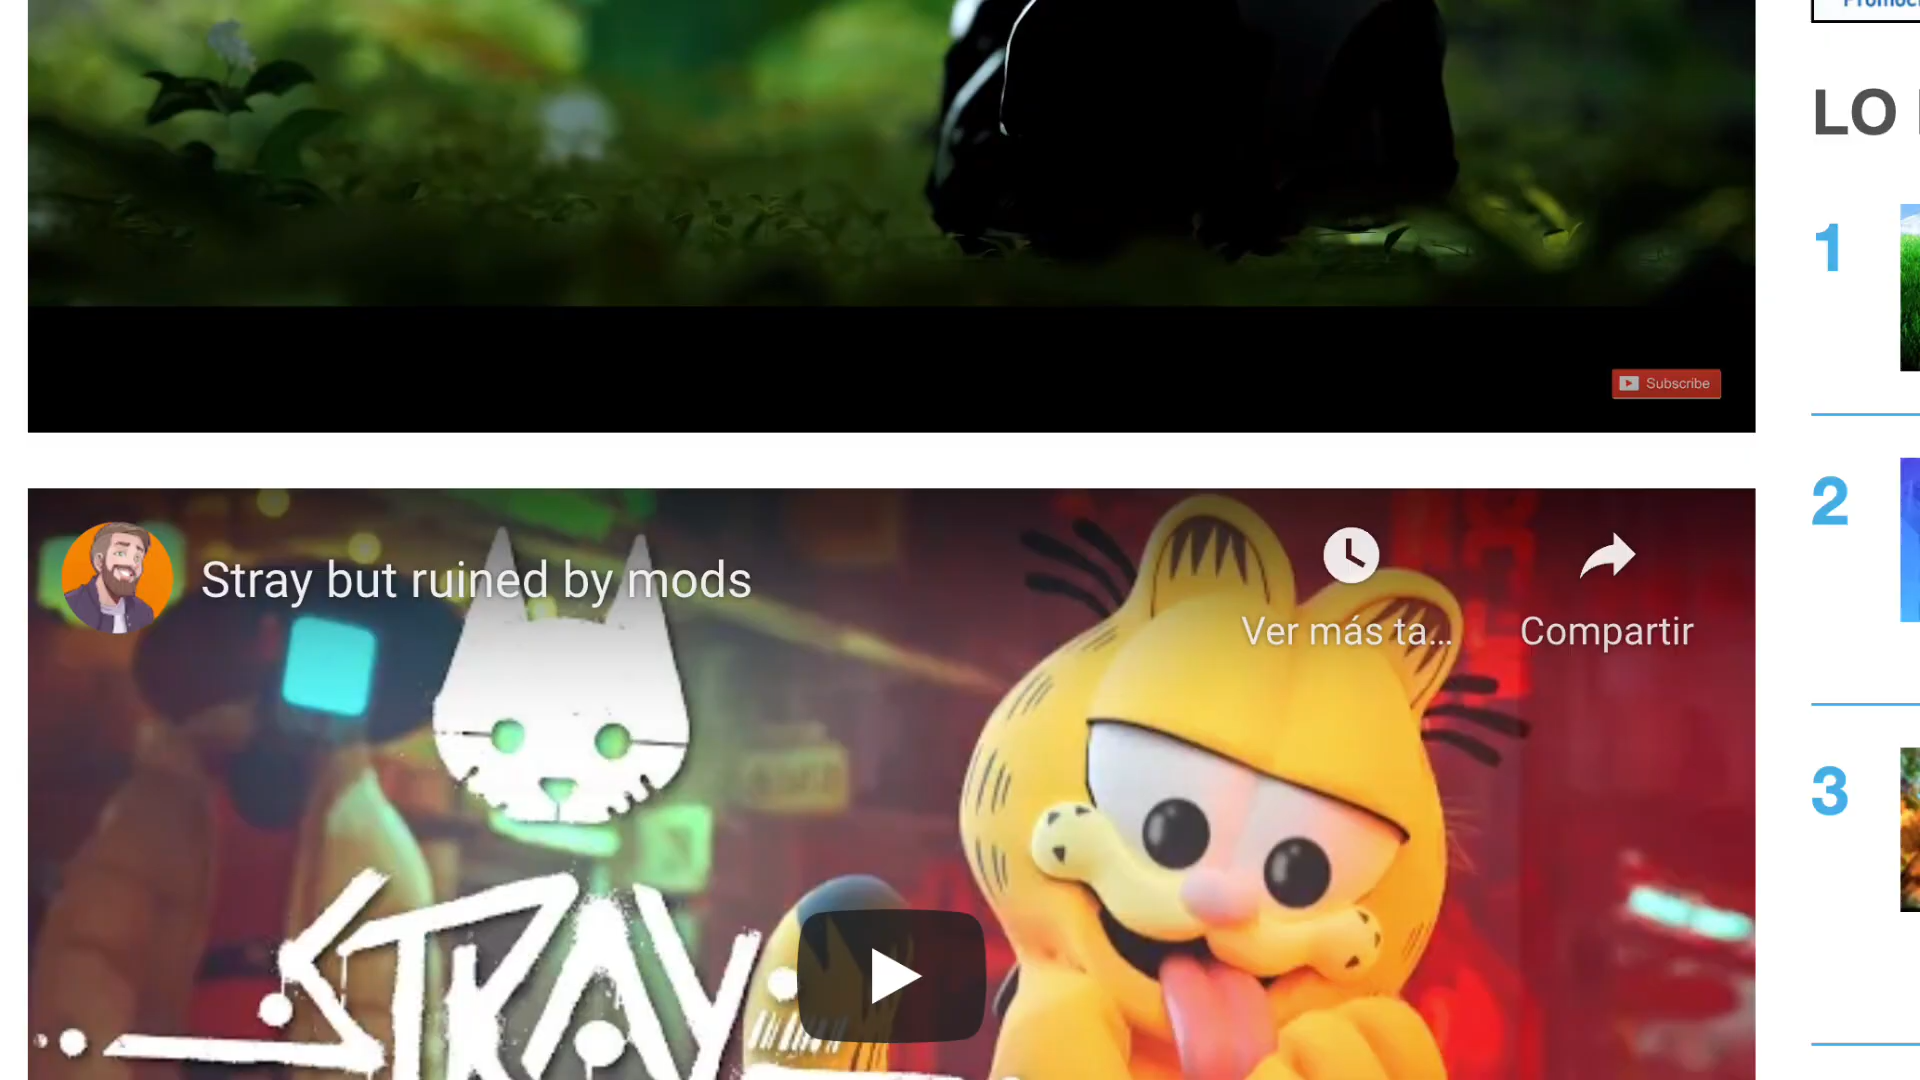 LO
1
Subscribe
2
Stray but ruined by mods
Ver más ta...
Compartir
3
STRAY